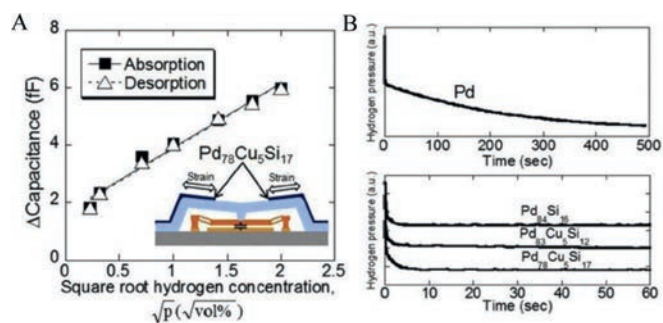 A
ΔCapacitance (fF)
8
6
4
2
0
Absorption
Desorption
Pd78Cu5Si17
Strain
Strain
0 0.5 1 1.5 2 2.5
Square root hydrogen concentration,
√p(√vol%)
B
Hydrogen pressure (a.u.)
Pd
0 100 200 300 400 500
Time (sec)
Hydrogen pressure (a.u.)
Pd84Si16
Pd83Cu5Si12
Pd78Cu5Si17
0 10 20 30 40 50 60
Time (sec)